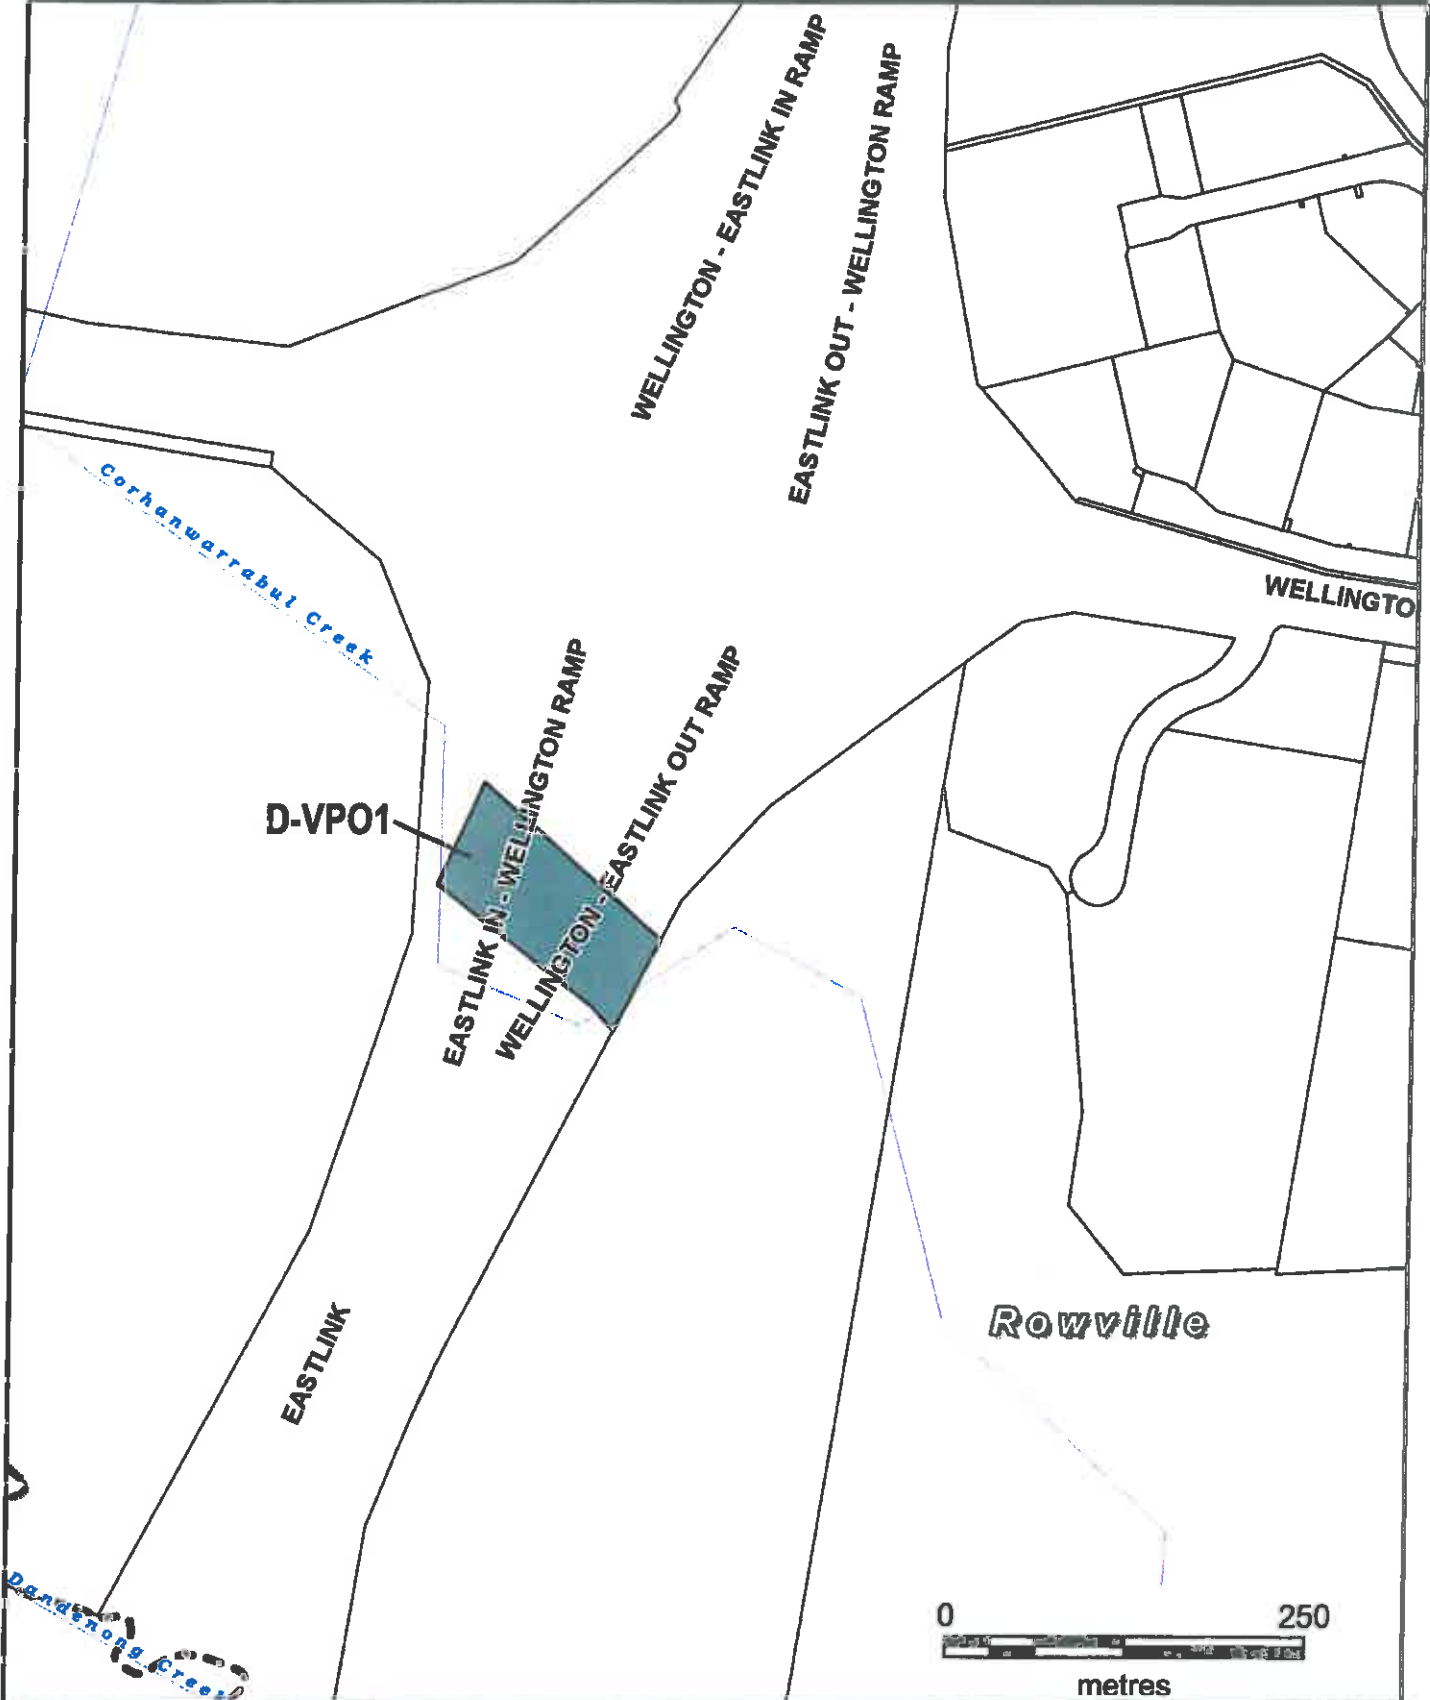 WELLINGTON - EASTLINK IN RAMP
EASTLINK OUT - WELLINGTON RAMP
Corhanwarrabul Creek
WELLINGTO
EASTLINK IN - WELLINGTON RAMP
WELLINGTON - EASTLINK OUT RAMP
D-VPO1
EASTLINK
Rowville
Dandenong Creek
0 250
metres